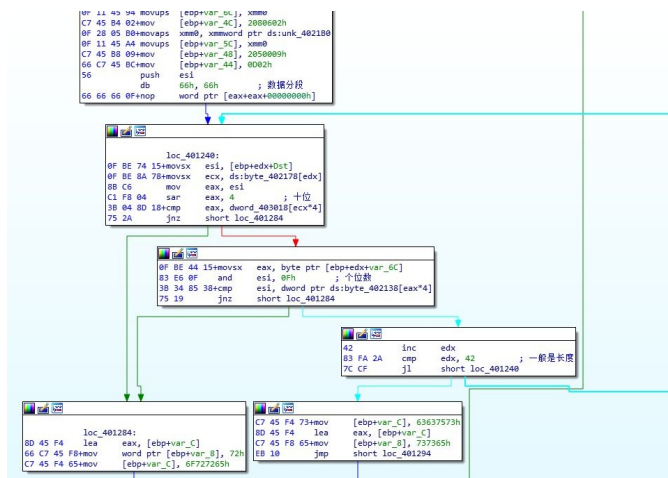 0F 11 45 94 movups [ebp+var_6C], xmm0
C7 45 B4 02+mov [ebp+var_4C], 2080602h
0F 28 05 B0+movaps xmm0, xmmword ptr ds:unk_4021B0
0F 11 45 A4 movups [ebp+var_5C], xmm0
C7 45 B8 09+mov [ebp+var_48], 2050009h
66 C7 45 BC+mov [ebp+var_44], 0D02h
56 push esi
db 66h, 66h ; 数据分段
66 66 66 0F+nop word ptr [eax+eax+00000000h]
loc_401240:
0F BE 74 15+movsx esi, [ebp+edx+Dst]
0F BE 8A 78+movsx ecx, ds:byte_402178[edx]
8B C6 mov eax, esi
C1 F8 04 sar eax, 4 ; 十位
3B 04 8D 18+cmp eax, dword_403018[ecx*4]
75 2A jnz short loc_401284
0F BE 44 15+movsx eax, byte ptr [ebp+edx+var_6C]
83 E6 0F and esi, 0Fh ; 个位数
3B 34 85 38+cmp esi, dword ptr ds:byte_402138[eax*4]
75 19 jnz short loc_401284
42 inc edx
83 FA 2A cmp edx, 42 ; 一般是长度
7C CF jl short loc_401240
loc_401284:
8D 45 F4 lea eax, [ebp+var_C]
66 C7 45 F8+mov word ptr [ebp+var_8], 72h
C7 45 F4 65+mov [ebp+var_C], 6F727265h
C7 45 F4 73+mov [ebp+var_C], 63637573h
8D 45 F4 lea eax, [ebp+var_C]
C7 45 F8 65+mov [ebp+var_8], 737365h
EB 10 jmp short loc_401294